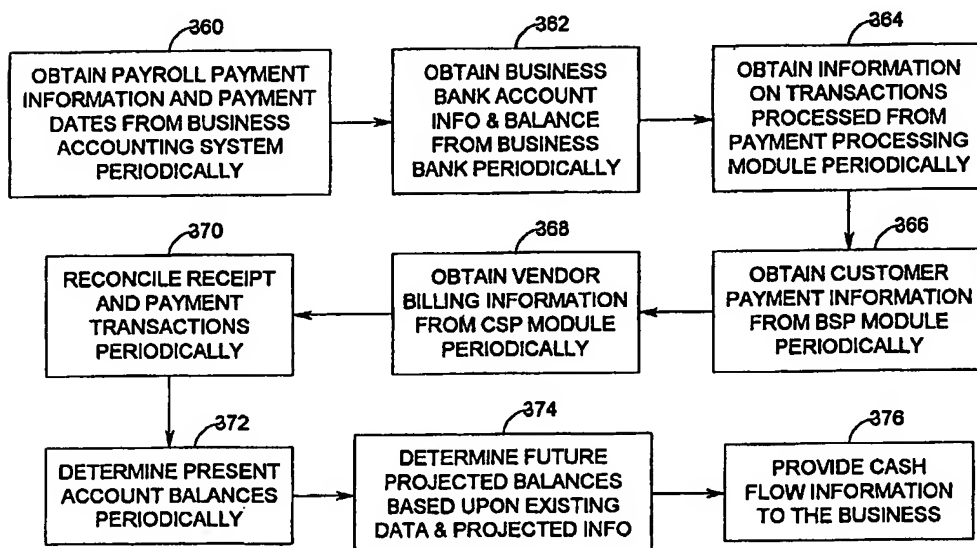 360
OBTAIN PAYROLL PAYMENT
INFORMATION AND PAYMENT
DATES FROM BUSINESS
ACCOUNTING SYSTEM
PERIODICALLY
362
OBTAIN BUSINESS
BANK ACCOUNT
INFO & BALANCE
FROM BUSINESS
BANK PERIODICALLY
364
OBTAIN INFORMATION
ON TRANSACTIONS
PROCESSED FROM
PAYMENT PROCESSING
MODULE PERIODICALLY
366
OBTAIN CUSTOMER
PAYMENT INFORMATION
FROM BSP MODULE
PERIODICALLY
368
OBTAIN VENDOR
BILLING INFORMATION
FROM CSP MODULE
PERIODICALLY
370
RECONCILE RECEIPT
AND PAYMENT
TRANSACTIONS
PERIODICALLY
372
DETERMINE PRESENT
ACCOUNT BALANCES
PERIODICALLY
374
DETERMINE FUTURE
PROJECTED BALANCES
BASED UPON EXISTING
DATA & PROJECTED INFO
376
PROVIDE CASH
FLOW INFORMATION
TO THE BUSINESS